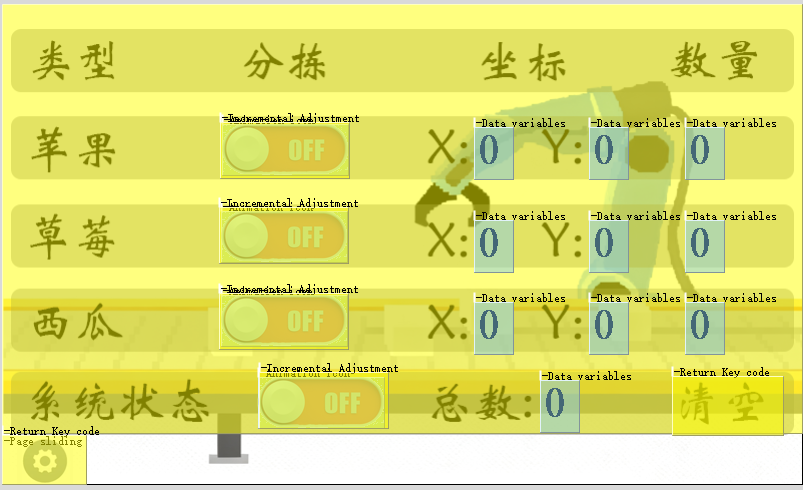 类型 分拣 坐标 数量
Incremental Adjustment Data variables Data variables Data variables
Animation icon
苹果 OFF X: 0 Y: 0 0
Incremental Adjustment Data variables Data variables Data variables
Animation icon
草莓 OFF X: 0 Y: 0 0
Incremental Adjustment Data variables Data variables Data variables
Animation icon
西瓜 OFF X: 0 Y: 0 0
Incremental Adjustment Data variables Return Key code
Animation icon
系统状态 OFF 总数: 0 清空
Return Key code
Page sliding